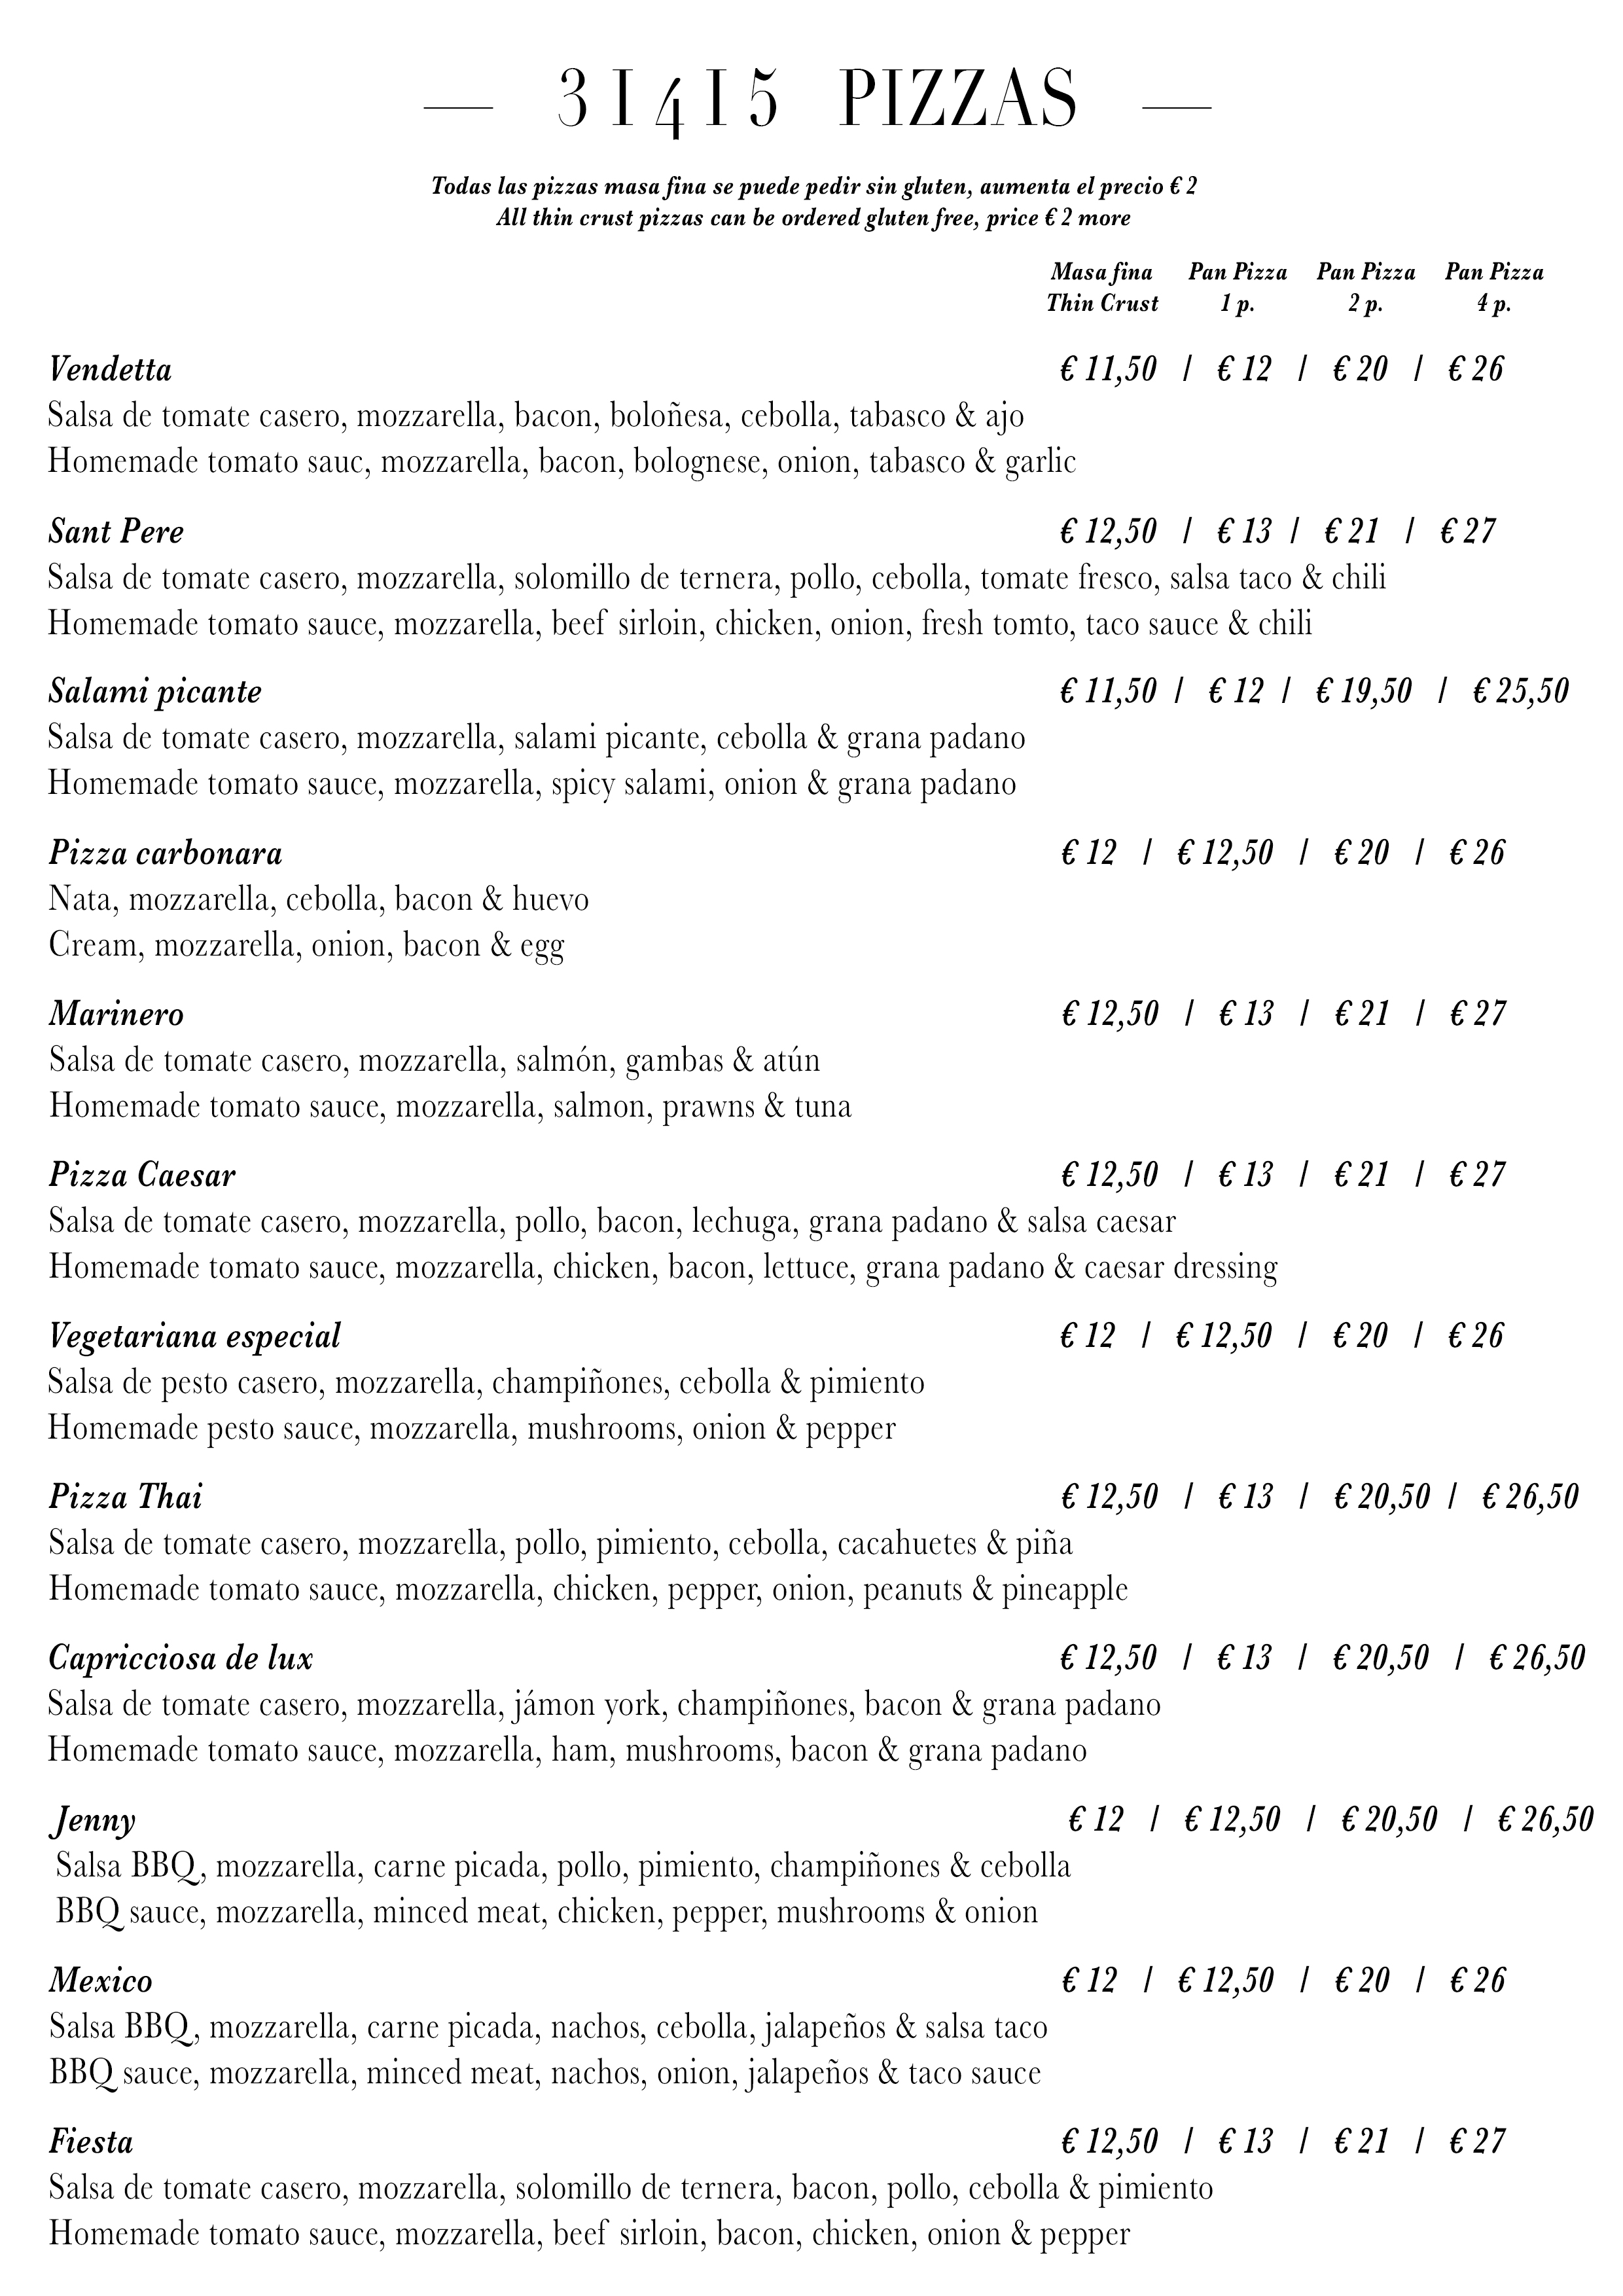 31415 PIZZAS
Todas las pizzas masa fina se puede pedir sin gluten, aumenta el precio € 2
All thin crust pizzas can be ordered gluten free, price € 2 more
Masa fina Pan Pizza Pan Pizza Pan Pizza
Thin Crust 1 p. 2 p. 4 p.
Vendetta € 11,50 / € 12 / € 20 / € 26
Salsa de tomate casero, mozzarella, bacon, boloñesa, cebolla, tabasco & ajo
Homemade tomato sauc, mozzarella, bacon, bolognese, onion, tabasco & garlic
Sant Pere € 12,50 / € 13 / € 21 / € 27
Salsa de tomate casero, mozzarella, solomillo de ternera, pollo, cebolla, tomate fresco, salsa taco & chili
Homemade tomato sauce, mozzarella, beef sirloin, chicken, onion, fresh tomto, taco sauce & chili
Salami picante € 11,50 / € 12 / € 19,50 / € 25,50
Salsa de tomate casero, mozzarella, salami picante, cebolla & grana padano
Homemade tomato sauce, mozzarella, spicy salami, onion & grana padano
Pizza carbonara € 12 / € 12,50 / € 20 / € 26
Nata, mozzarella, cebolla, bacon & huevo
Cream, mozzarella, onion, bacon & egg
Marinero € 12,50 / € 13 / € 21 / € 27
Salsa de tomate casero, mozzarella, salmón, gambas & atún
Homemade tomato sauce, mozzarella, salmon, prawns & tuna
Pizza Caesar € 12,50 / € 13 / € 21 / € 27
Salsa de tomate casero, mozzarella, pollo, bacon, lechuga, grana padano & salsa caesar
Homemade tomato sauce, mozzarella, chicken, bacon, lettuce, grana padano & caesar dressing
Vegetariana especial € 12 / € 12,50 / € 20 / € 26
Salsa de pesto casero, mozzarella, champiñones, cebolla & pimiento
Homemade pesto sauce, mozzarella, mushrooms, onion & pepper
Pizza Thai € 12,50 / € 13 / € 20,50 / € 26,50
Salsa de tomate casero, mozzarella, pollo, pimiento, cebolla, cacahuetes & piña
Homemade tomato sauce, mozzarella, chicken, pepper, onion, peanuts & pineapple
Capricciosa de lux € 12,50 / € 13 / € 20,50 / € 26,50
Salsa de tomate casero, mozzarella, jámon york, champiñones, bacon & grana padano
Homemade tomato sauce, mozzarella, ham, mushrooms, bacon & grana padano
Jenny € 12 / € 12,50 / € 20,50 / € 26,50
Salsa BBQ, mozzarella, carne picada, pollo, pimiento, champiñones & cebolla
BBQ sauce, mozzarella, minced meat, chicken, pepper, mushrooms & onion
Mexico € 12 / € 12,50 / € 20 / € 26
Salsa BBQ, mozzarella, carne picada, nachos, cebolla, jalapeños & salsa taco
BBQ sauce, mozzarella, minced meat, nachos, onion, jalapeños & taco sauce
Fiesta € 12,50 / € 13 / € 21 / € 27
Salsa de tomate casero, mozzarella, solomillo de ternera, bacon, pollo, cebolla & pimiento
Homemade tomato sauce, mozzarella, beef sirloin, bacon, chicken, onion & pepper